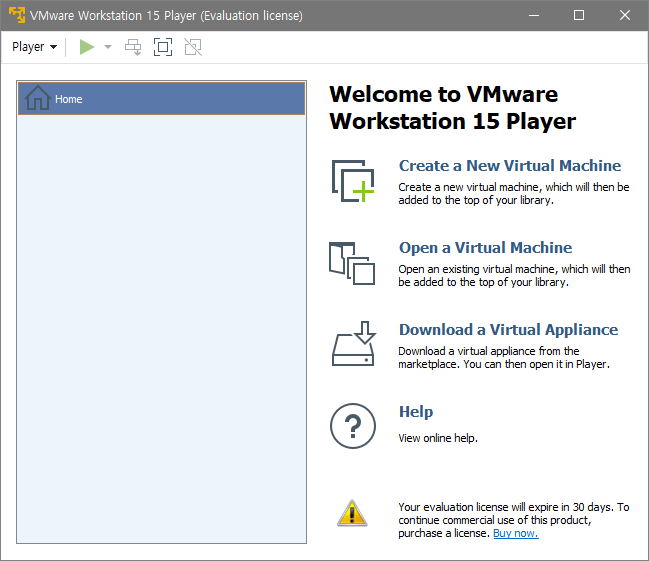 VMware Workstation 15 Player (Evaluation license)
Player
Home
Welcome to VMware
Workstation 15 Player
Create a New Virtual Machine
Create a new virtual machine, which will then be
added to the top of your library.
Open a Virtual Machine
Open an existing virtual machine, which will then
be added to the top of your library.
Download a Virtual Appliance
Download a virtual appliance from the
marketplace. You can then open it in Player.
Help
View online help.
Your evaluation license will expire in 30 days. To
continue commercial use of this product,
purchase a license. Buy now.